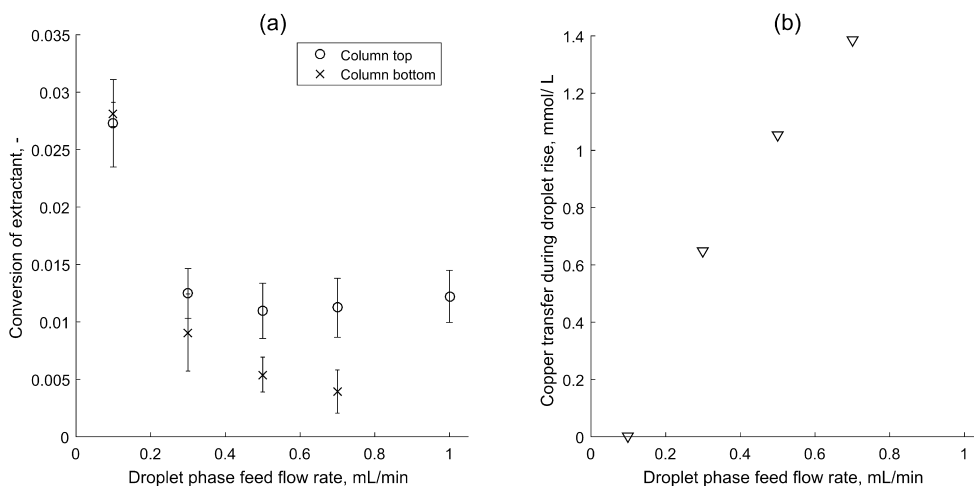 (a)
Column top
Column bottom
0.035
0.03
0.025
0.02
0.015
0.01
0.005
0
Conversion of extractant, -
0 0.2 0.4 0.6 0.8 1
Droplet phase feed flow rate, mL/min
(b)
1.4
1.2
1
0.8
0.6
0.4
0.2
0
Copper transfer during droplet rise, mmol/ L
0 0.2 0.4 0.6 0.8 1
Droplet phase feed flow rate, mL/min